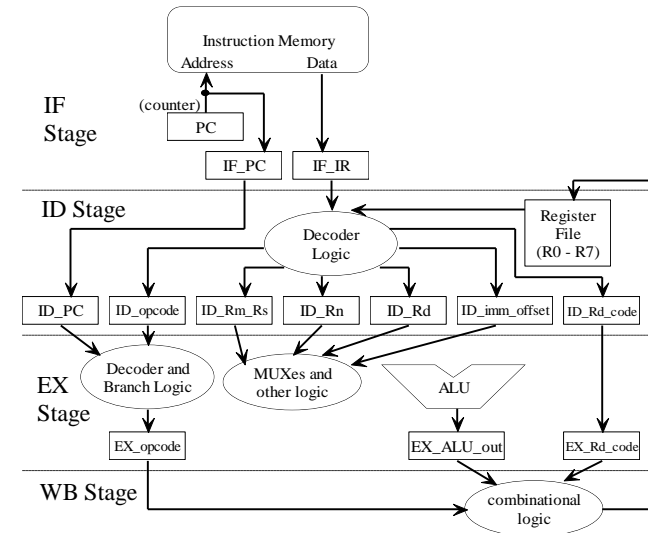 Instruction Memory
Address Data
IF
Stage
(counter)
PC
IF_PC IF_IR
ID Stage
Register
File
(R0 - R7)
Decoder
Logic
ID_PC ID_opcode ID_Rm_Rs ID_Rn ID_Rd ID_imm_offset ID_Rd_code
EX
Stage
Decoder and
Branch Logic
MUXes and
other logic
ALU
EX_opcode EX_ALU_out EX_Rd_code
WB Stage
combinational
logic